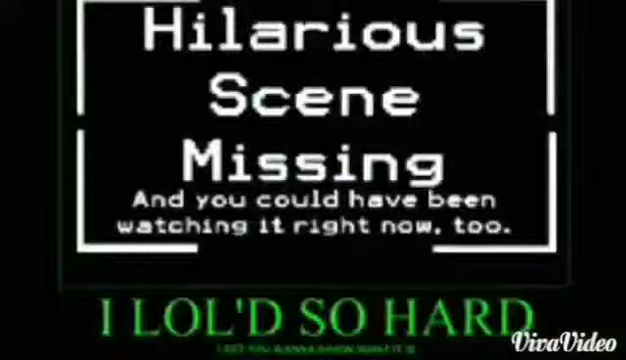 Hilarious
Scene
Missing
And you could have been
watching it right now, too.
I LOL'D SO HARD
VivaVideo